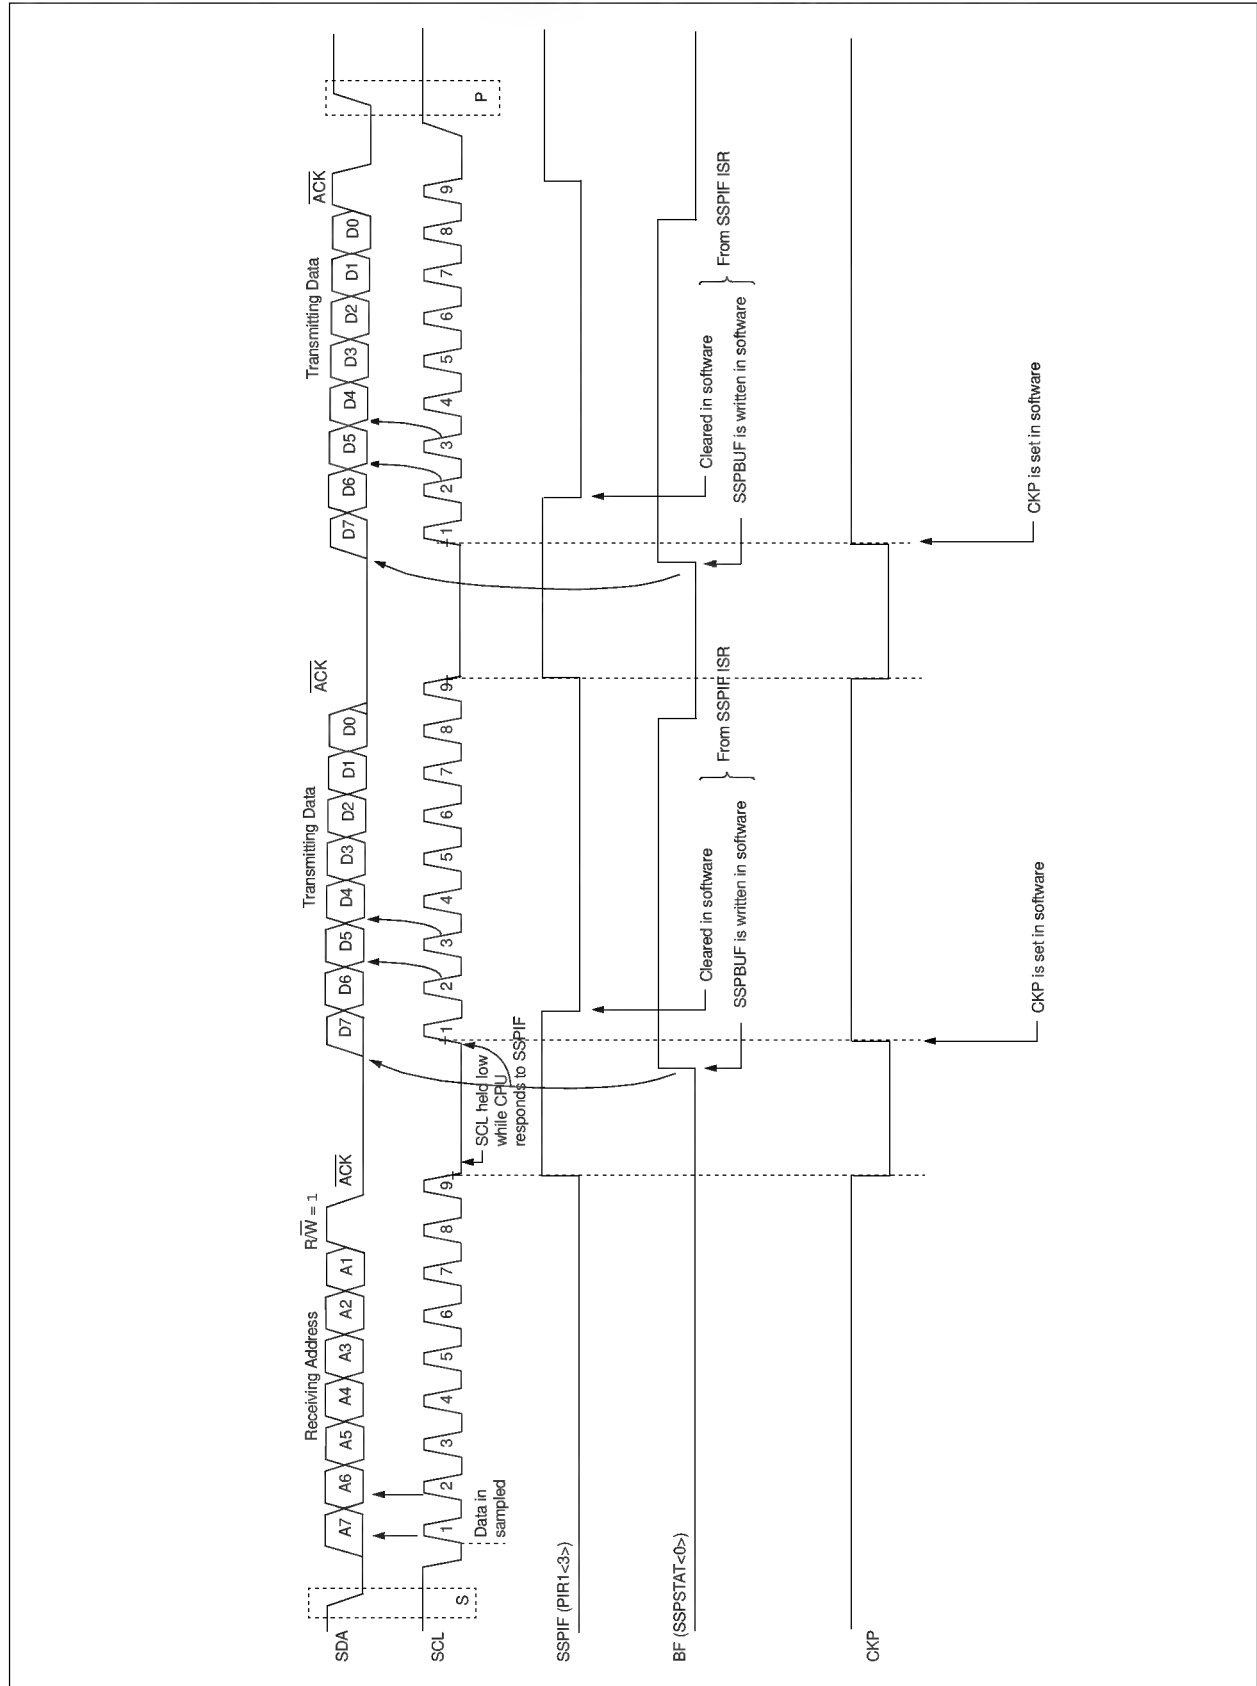 Receiving Address
R/W̅ = 1
A̅C̅K̅
Transmitting Data
A̅C̅K̅
Transmitting Data
A̅C̅K̅
SDA
A7 A6 A5 A4 A3 A2 A1
D7 D6 D5 D4 D3 D2 D1 D0
D7 D6 D5 D4 D3 D2 D1 D0
SCL
1 2 3 4 5 6 7 8 9
1 2 3 4 5 6 7 8 9
1 2 3 4 5 6 7 8 9
S
P
Data in
sampled
SCL held low
while CPU
responds to SSPIF
SSPIF (PIR1<3>)
Cleared in software
Cleared in software
BF (SSPSTAT<0>)
From SSPIF ISR
From SSPIF ISR
SSPBUF is written in software
SSPBUF is written in software
CKP
CKP is set in software
CKP is set in software